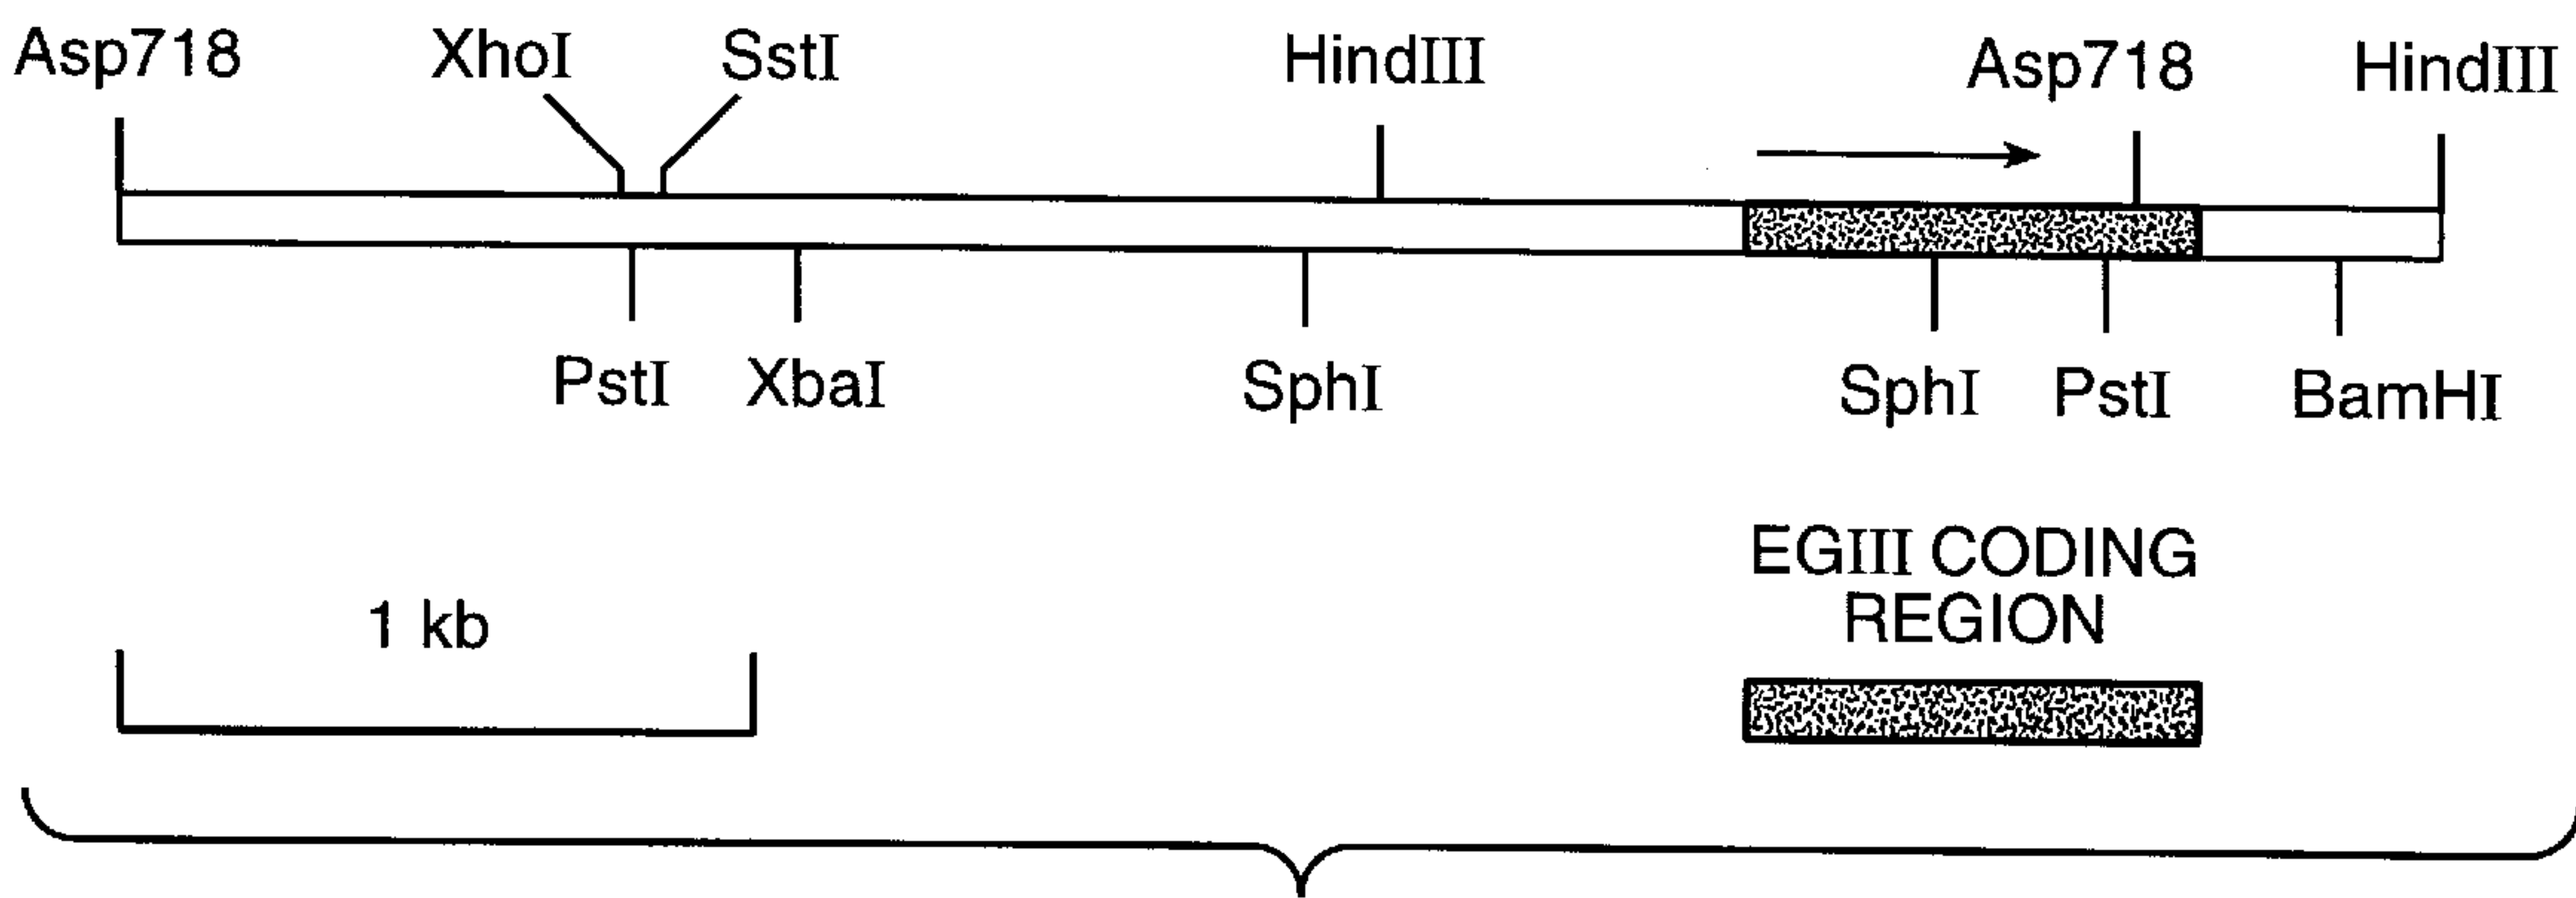 Asp718 XhoI SstI HindIII Asp718 HindIII
PstI XbaI SphI SphI PstI BamHI
EGIII CODING
REGION
1 kb